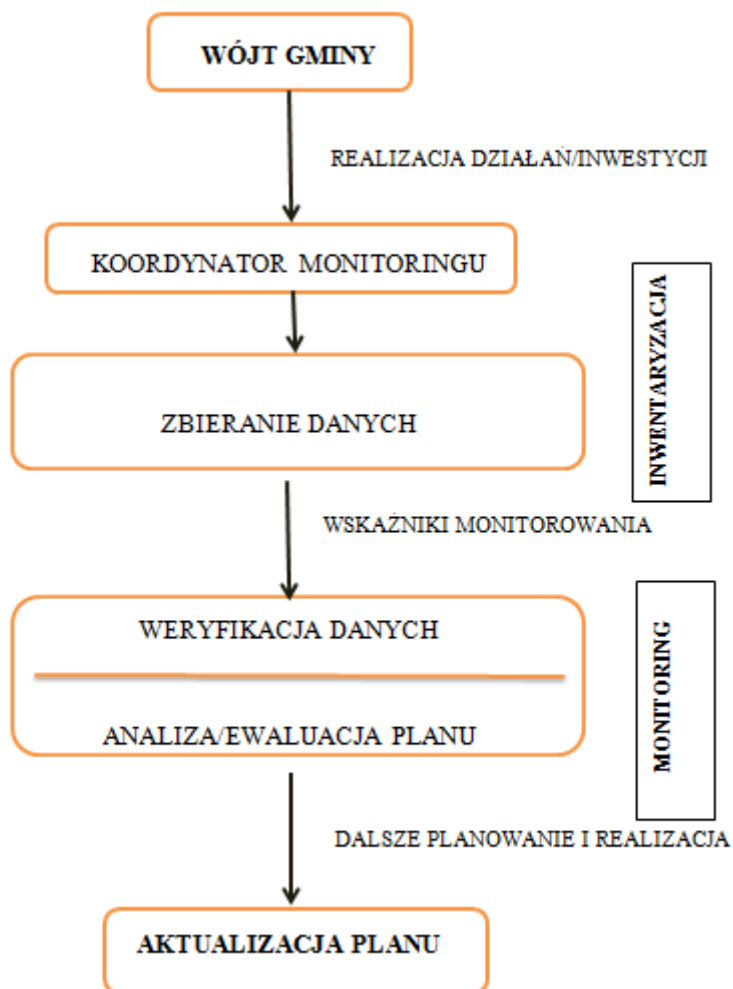 WÓJT GMINY
REALIZACJA DZIAŁAŃ/INWESTYCJI
KOORDYNATOR MONITORINGU
INWENTARYZACJA
ZBIERANIE DANYCH
WSKAŹNIKI MONITOROWANIA
WERYFIKACJA DANYCH
MONITORING
ANALIZA/EWALUACJA PLANU
DALSZE PLANOWANIE I REALIZACJA
AKTUALIZACJA PLANU